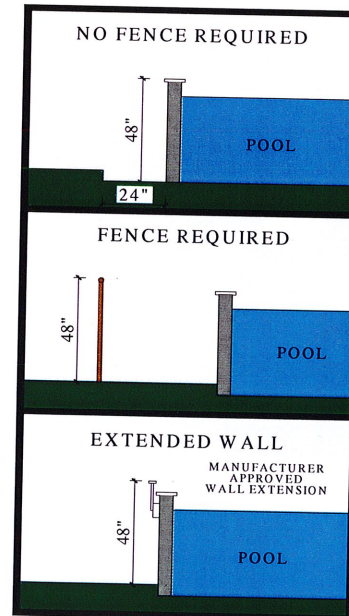 NO FENCE REQUIRED
48"
POOL
24"
FENCE REQUIRED
48"
POOL
EXTENDED WALL
MANUFACTURER
APPROVED
WALL EXTENSION
48"
POOL